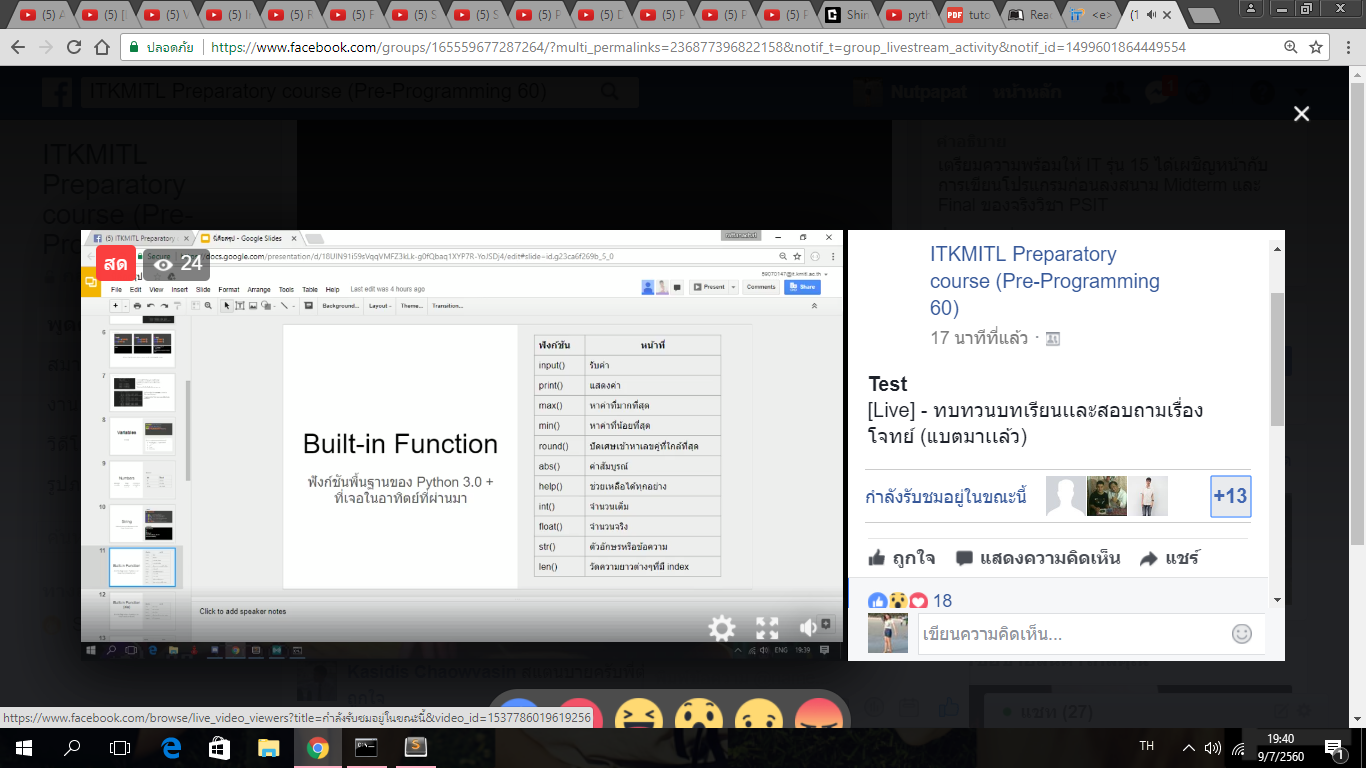 (5) A
(5)
(5) V
(5) In
(5) R
(5) F
(5) S
(5) S
(5) P
(5) D
(5) P
(5) P
(5) P
Shin
pyth
tuto
Rea
<e>
(1
ปลอดภัย
https://www.facebook.com/groups/165559677287264/?multi_permalinks=236877396822158&notif_t=group_livestream_activity&notif_id=1499601864449554
ITKMITL Preparatory course (Pre-Programming 60)
Nutpapat
หน้าหลัก
ITKMITL
Preparatory
course (Pre-
เตรียมความพร้อมให้ IT รุ่น 15 ได้เผชิญหน้ากับ
การเขียนโปรแกรมก่อนลงสนาม Midterm และ
Final ของจริงวิชา PSIT
(5) ITKMITL Preparatory
Google Slides
สด
24
Secure
docs.google.com/presentation/d/
File Edit View Insert Slide Format Arrange Tools Table Help Last edit was 4 hours ago
59070147@it.kmitl.ac.th
Present
Comments
Share
Background...
Layout
Theme...
Transition...
6
7
8
Variables
9
Numbers
10
String
11
Built-in Function
12
13
Built-in Function
ฟังก์ชันพื้นฐานของ Python 3.0 +
ที่เจอในอาทิตย์ที่ผ่านมา
ฟังก์ชัน หน้าที่
input() รับค่า
print() แสดงค่า
max() หาค่าที่มากที่สุด
min() หาค่าที่น้อยที่สุด
round() ปัดเศษเข้าหาเลขคู่ที่ใกล้ที่สุด
abs() ค่าสัมบูรณ์
help() ช่วยเหลือได้ทุกอย่าง
int() จำนวนเต็ม
float() จำนวนจริง
str() ตัวอักษรหรือข้อความ
len() วัดความยาวต่างๆที่มี index
Click to add speaker notes
ENG 19:39
ITKMITL Preparatory
course (Pre-Programming
60)
17 นาทีที่แล้ว ·
Test
[Live] - ทบทวนบทเรียนและสอบถามเรื่อง
โจทย์ (แบตมาแล้ว)
กำลังรับชมอยู่ในขณะนี้
+13
ถูกใจ
แสดงความคิดเห็น
แชร์
18
เขียนความคิดเห็น...
ถูกใจ
แชท (27)
https://www.facebook.com/browse/live_video_viewers?title=กำลังรับชมอยู่ในขณะนี้&video_id=1537786019619256
TH
19:40
9/7/2560
1